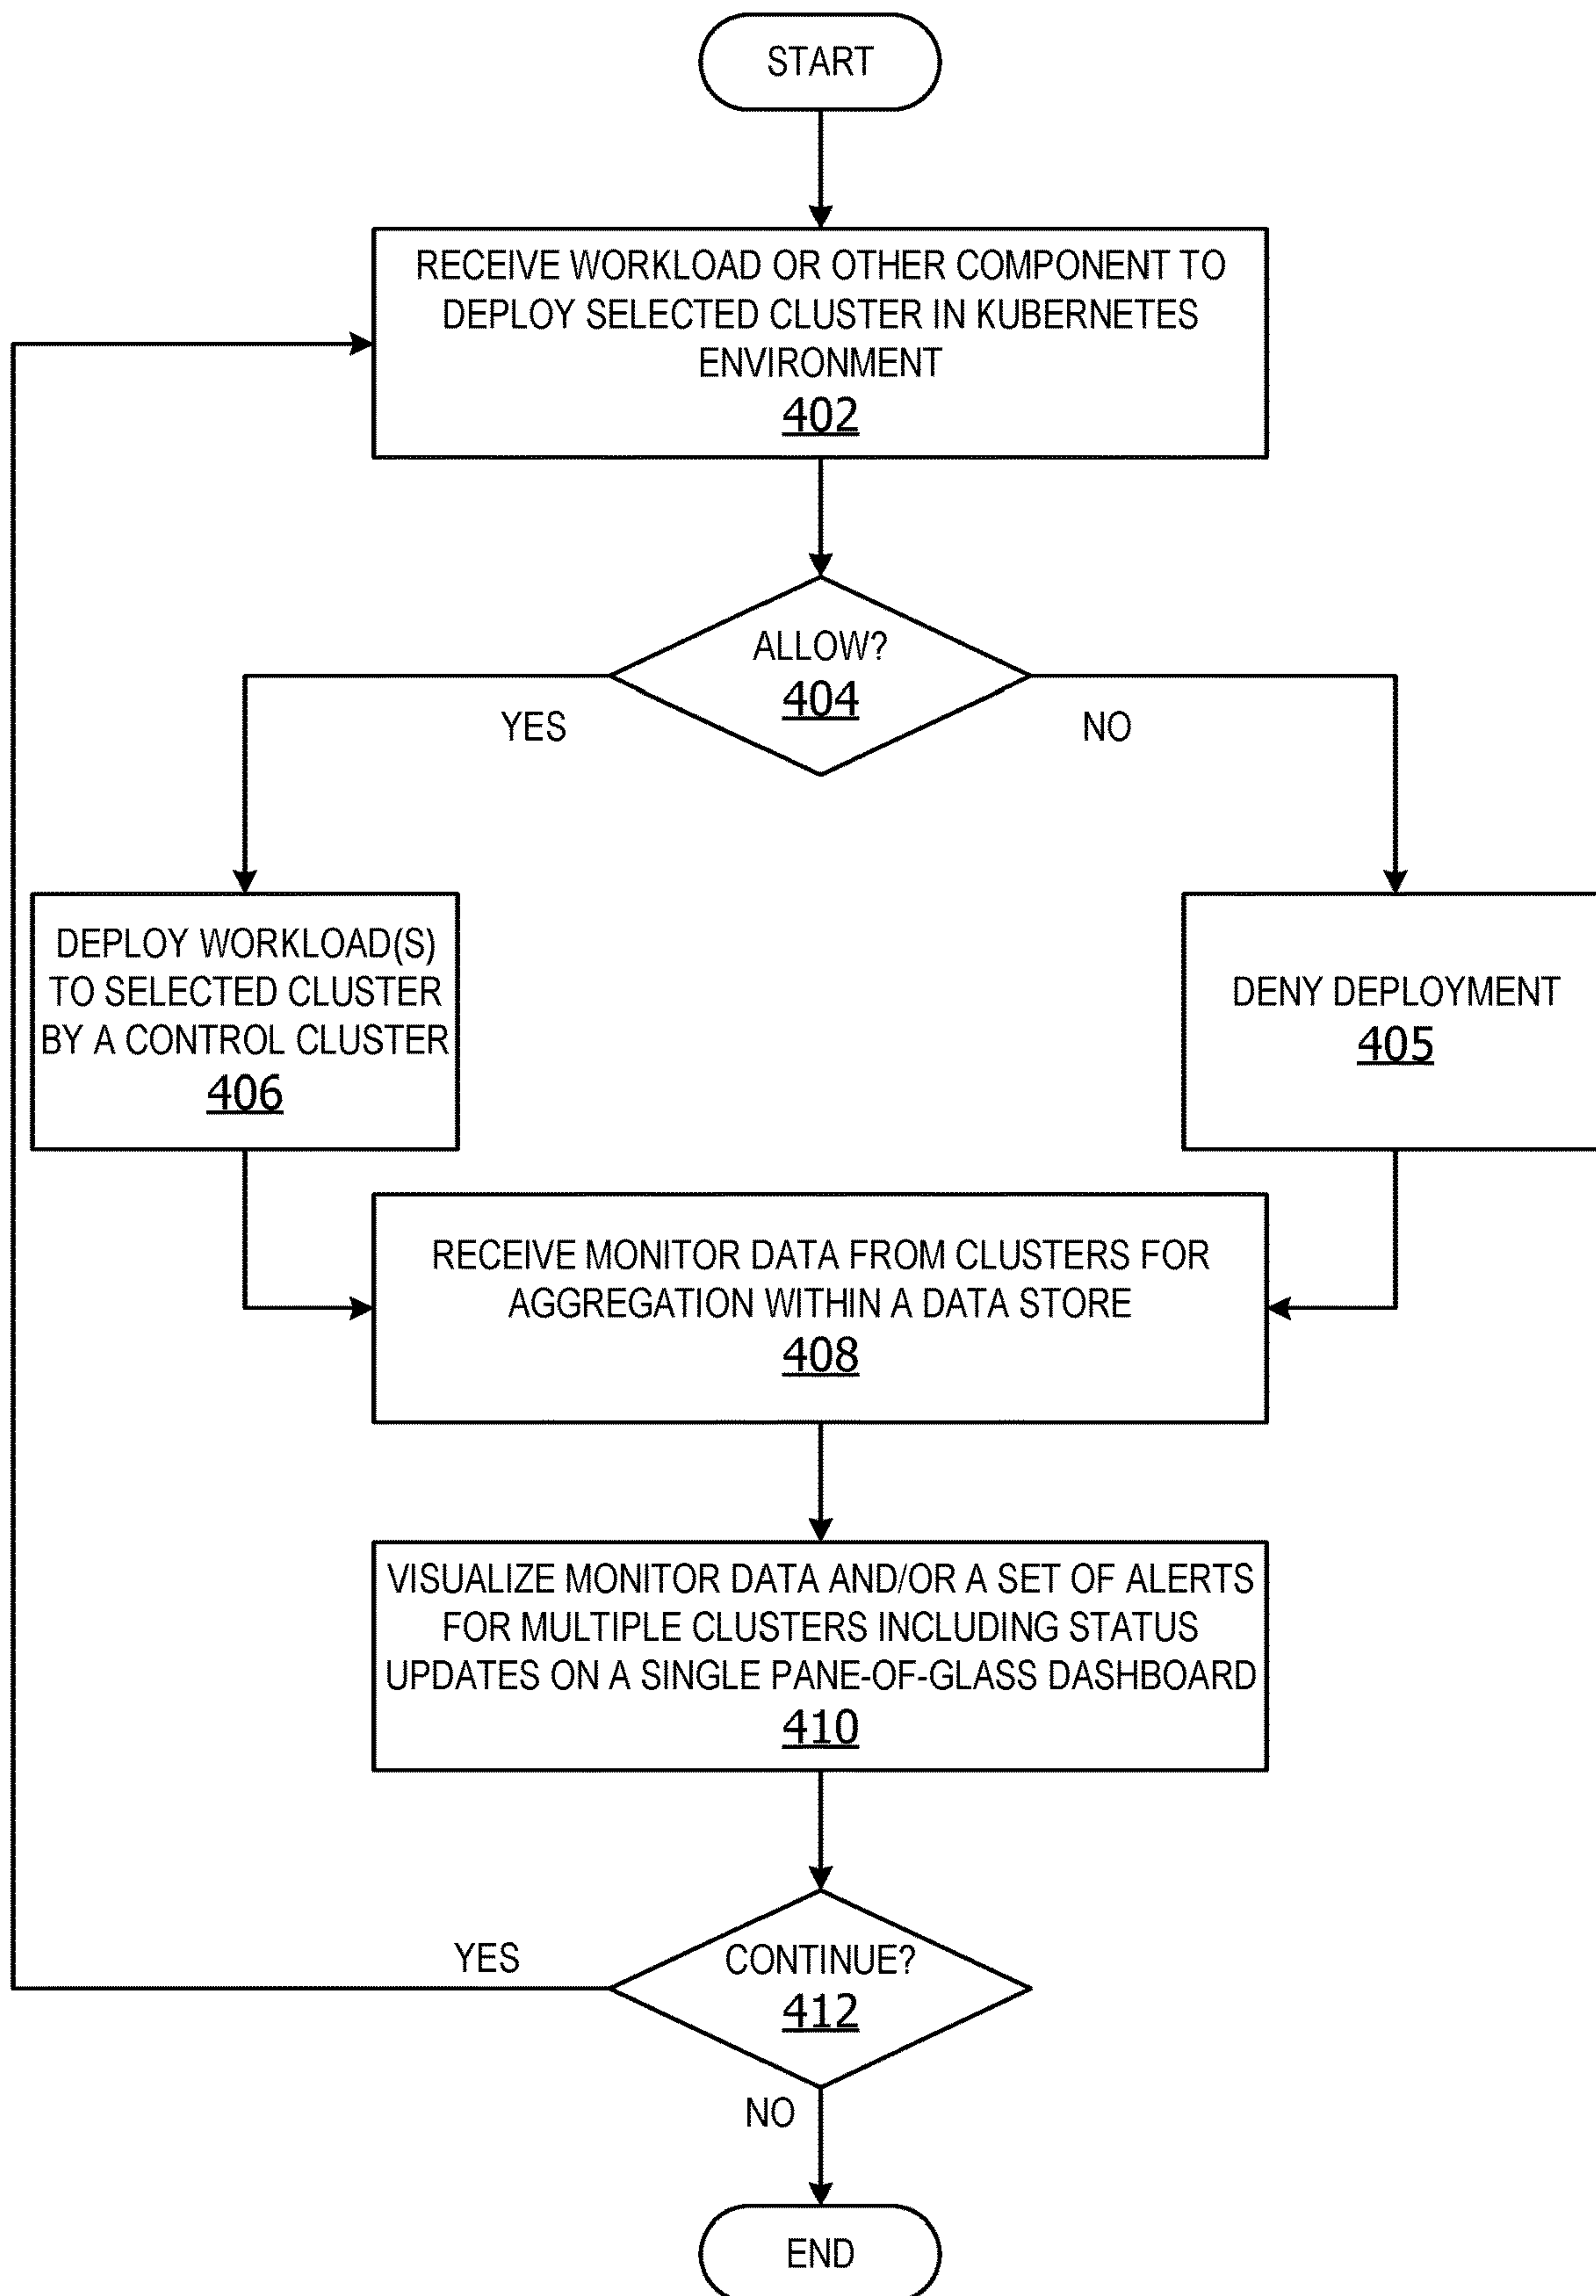 START
RECEIVE WORKLOAD OR OTHER COMPONENT TO
DEPLOY SELECTED CLUSTER IN KUBERNETES
ENVIRONMENT
402
ALLOW?
404
YES
NO
DEPLOY WORKLOAD(S)
TO SELECTED CLUSTER
BY A CONTROL CLUSTER
406
DENY DEPLOYMENT
405
RECEIVE MONITOR DATA FROM CLUSTERS FOR
AGGREGATION WITHIN A DATA STORE
408
VISUALIZE MONITOR DATA AND/OR A SET OF ALERTS
FOR MULTIPLE CLUSTERS INCLUDING STATUS
UPDATES ON A SINGLE PANE-OF-GLASS DASHBOARD
410
YES
CONTINUE?
412
NO
END